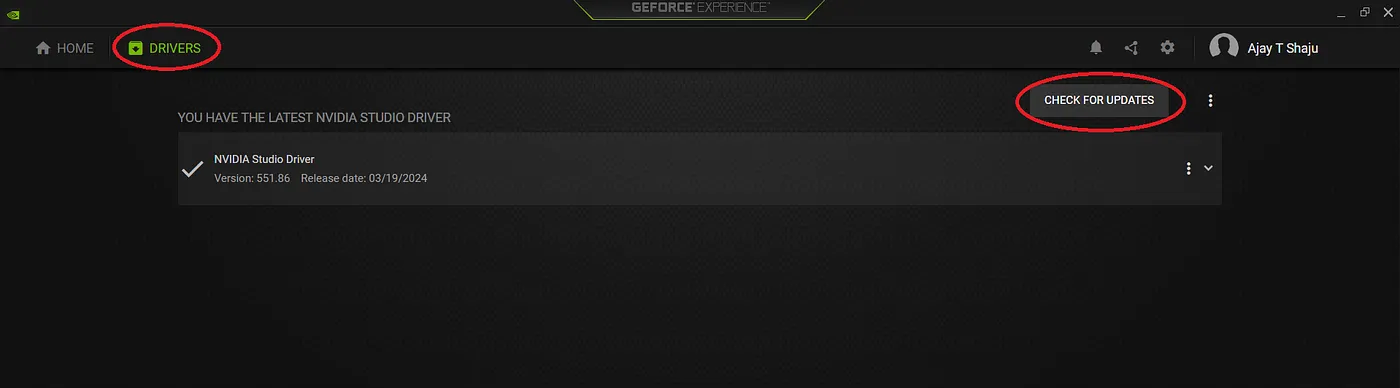 GEFORCE® EXPERIENCE™
HOME
DRIVERS
Ajay T Shaju
CHECK FOR UPDATES
YOU HAVE THE LATEST NVIDIA STUDIO DRIVER
NVIDIA Studio Driver
Version: 551.86 Release date: 03/19/2024